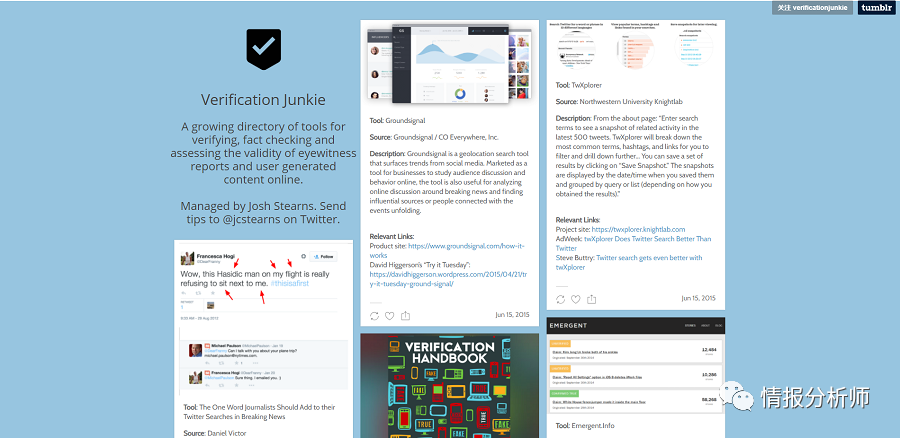 关注 verificationjunkie
tumblr
Verification Junkie
A growing directory of tools for
verifying, fact checking and
assessing the validity of eyewitness
reports and user generated
content online.
Managed by Josh Stearns. Send
tips to @jcstearns on Twitter.
Francesca Hogi
Follow
Wow, this Hasidic man on my flight is really
refusing to sit next to me. #thisisafirst
Michael Paulson
Can I talk with you about your plane trip?
Francesca Hogi
Sure thing. I emailed you. :)
Tool: The One Word Journalists Should Add to their
Twitter Searches in Breaking News
Source: Daniel Victor
Tool: Groundsignal
Source: Groundsignal / CO Everywhere, Inc.
Description: Groundsignal is a geolocation search tool
that surfaces trends from social media. Marketed as a
tool for businesses to study audience discussion and
behavior online, the tool is also useful for analyzing
online discussion around breaking news and finding
influential sources or people connected with the
events unfolding.
Relevant Links:
Product site: https://www.groundsignal.com/how-it-
works
David Higgerson's "Try it Tuesday":
https://davidhiggerson.wordpress.com/2015/04/21/tr
y-it-tuesday-ground-signal/
Jun 15, 2015
VERIFICATION
HANDBOOK
Tool: TwXplorer
Source: Northwestern University Knightlab
Description: From the about page: "Enter search
terms to see a snapshot of related activity in the
latest 500 tweets. TwXplorer will break down the
most common terms, hashtags, and links for you to
filter and drill down further... You can save a set of
results by clicking on "Save Snapshot." The snapshots
are displayed by the date/time when you saved them
and grouped by query or list (depending on how you
obtained the results)."
Relevant Links:
Project site: https://twxplorer.knightlab.com
AdWeek: twXplorer Does Twitter Search Better Than
Twitter
Steve Buttry: Twitter search gets even better with
twXplorer
Jun 15, 2015
EMERGENT
12,484
10,288
58,268
Tool: Emergent.Info
情报分析师